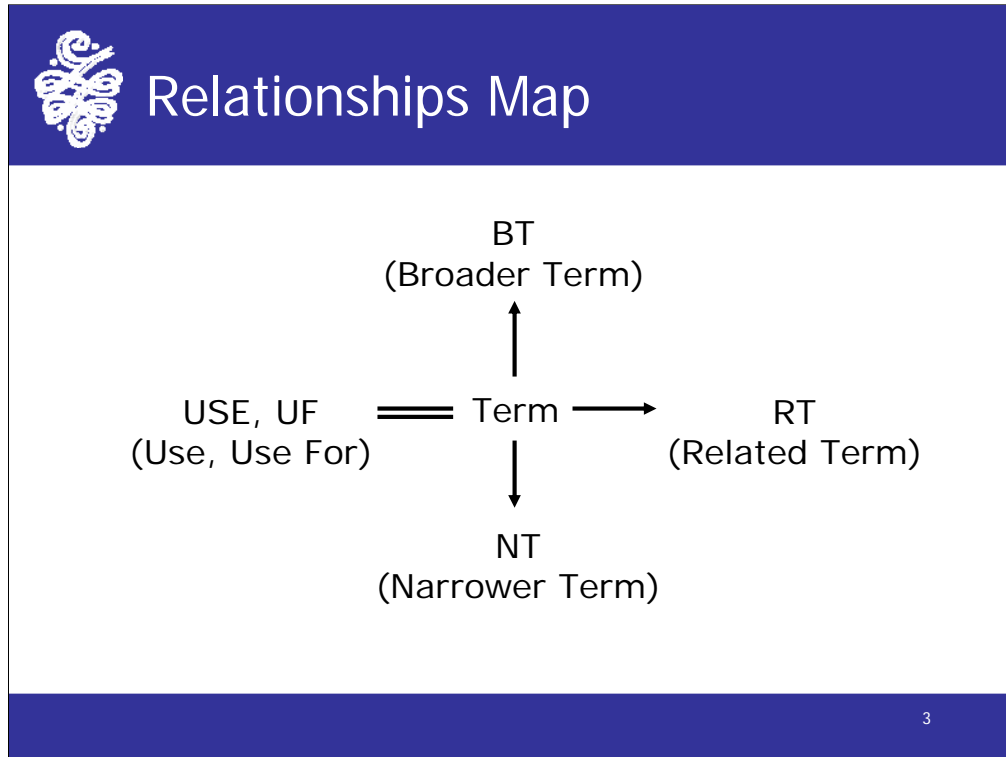 Relationships Map
BT
(Broader Term)
USE, UF
(Use, Use For)
Term
RT
(Related Term)
NT
(Narrower Term)
3